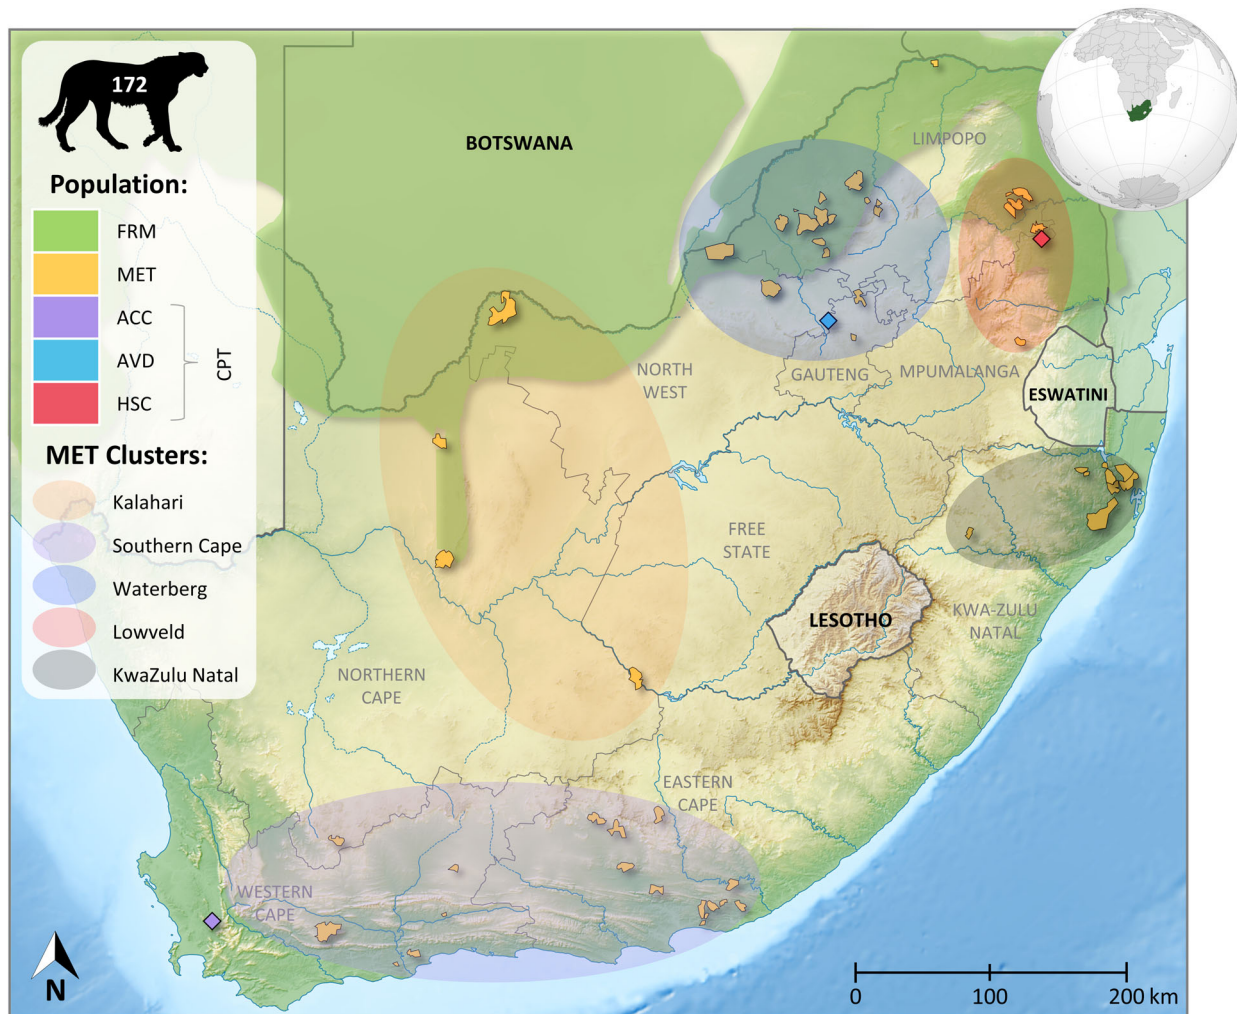 172
Population:
FRM
MET
ACC
AVD
HSC
CPT
MET Clusters:
Kalahari
Southern Cape
Waterberg
Lowveld
KwaZulu Natal
BOTSWANA
LIMPOPO
NORTH
WEST
GAUTENG
MPUMALANGA
ESWATINI
FREE
STATE
LESOTHO
KWA-ZULU
NATAL
NORTHERN
CAPE
EASTERN
CAPE
WESTERN
CAPE
N
0
100
200 km